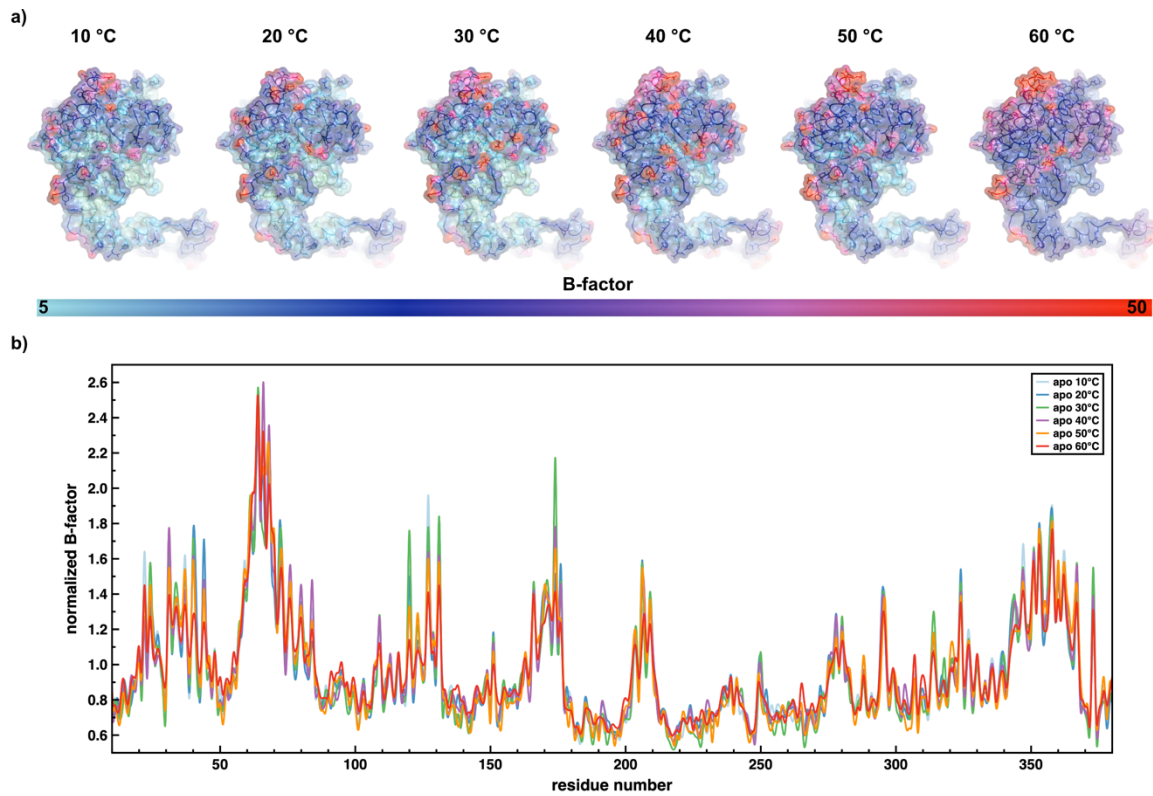 a)
10 °C 20 °C 30 °C 40 °C 50 °C 60 °C
B-factor
5 50
b)
normalized B-factor
2.6
2.4
2.2
2.0
1.8
1.6
1.4
1.2
1.0
0.8
0.6
apo 10°C
apo 20°C
apo 30°C
apo 40°C
apo 50°C
apo 60°C
50 100 150 200 250 300 350
residue number